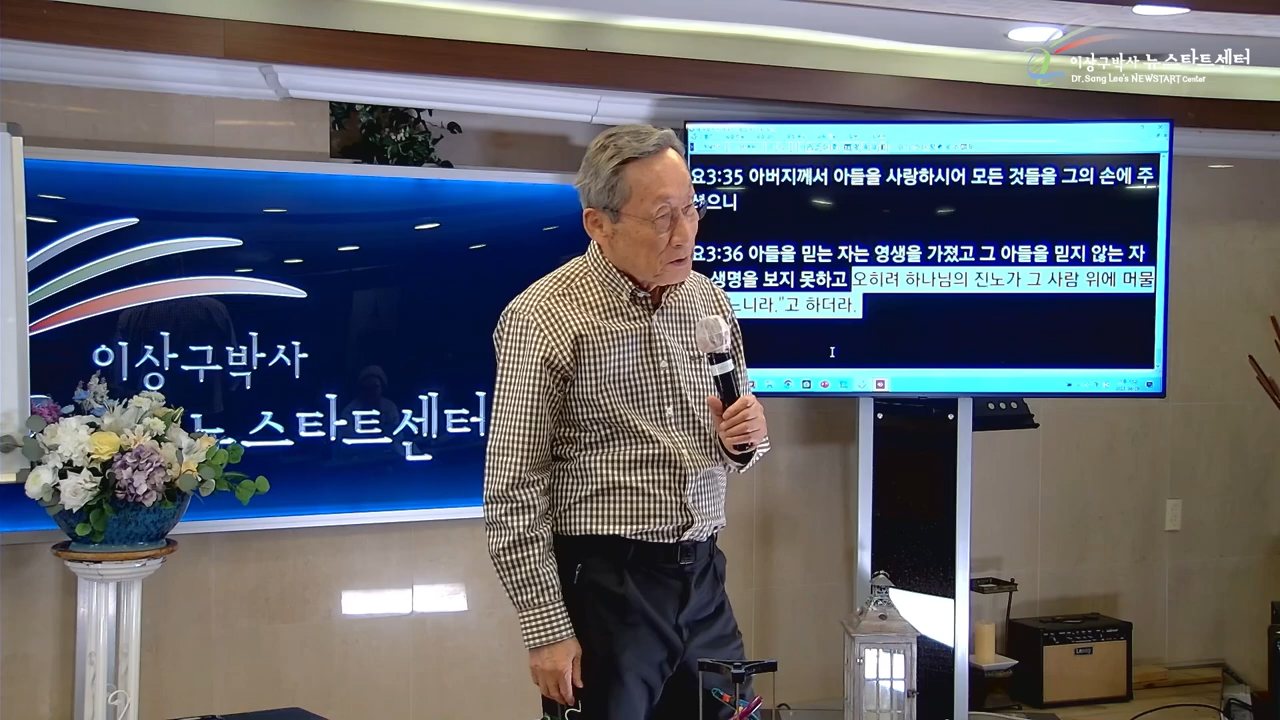 이상구박사 뉴스타트센터
Dr. Sang Lee's NEWSTART Center
요3:35 아버지께서 아들을 사랑하시어 모든 것들을 그의 손에 주
셨으니
요3:36 아들을 믿는 자는 영생을 가졌고 그 아들을 믿지 않는 자
생명을 보지 못하고 오히려 하나님의 진노가 그 사람 위에 머물
느니라."고 하더라.
이상구박사
뉴스타트센터